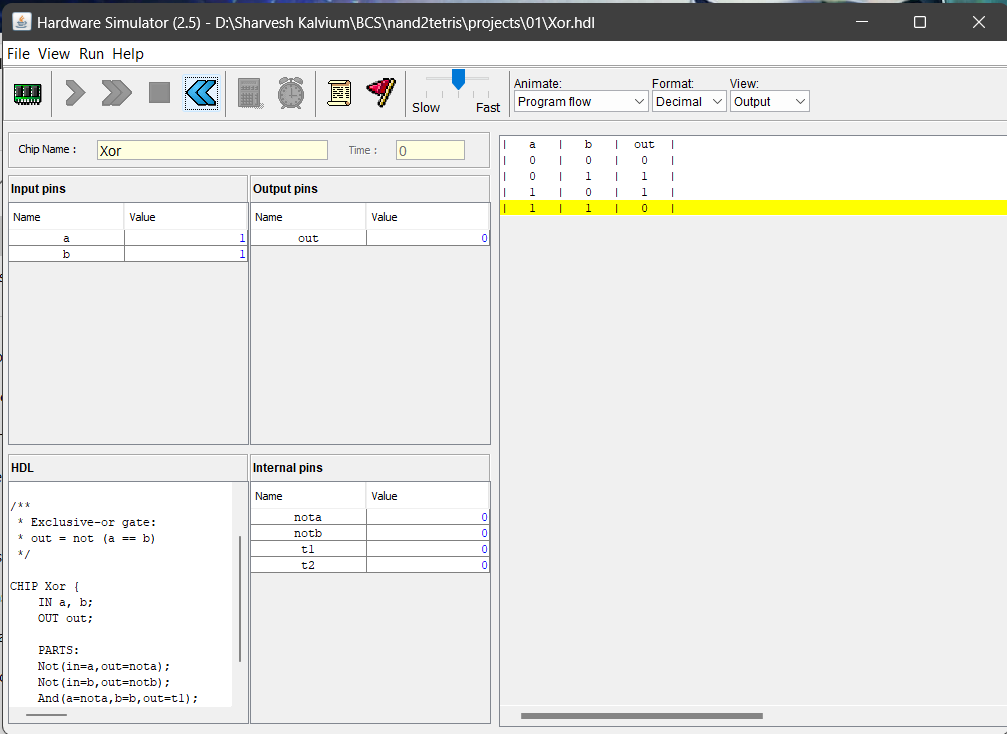 Hardware Simulator (2.5) - D:\Sharvesh Kalvium\BCS\nand2tetris\projects\01\Xor.hdl
File View Run Help
Slow Fast
Animate: Format: View:
Program flow Decimal Output
Chip Name : Xor Time : 0
Input pins
Name Value
a 1
b 1
Output pins
Name Value
out 0
HDL
/**
* Exclusive-or gate:
* out = not (a == b)
*/
CHIP Xor {
IN a, b;
OUT out;
PARTS:
Not(in=a,out=nota);
Not(in=b,out=notb);
And(a=nota,b=b,out=t1);
Internal pins
Name Value
nota 0
notb 0
t1 0
t2 0
| a | b | out |
| 0 | 0 | 0 |
| 0 | 1 | 1 |
| 1 | 0 | 1 |
| 1 | 1 | 0 |